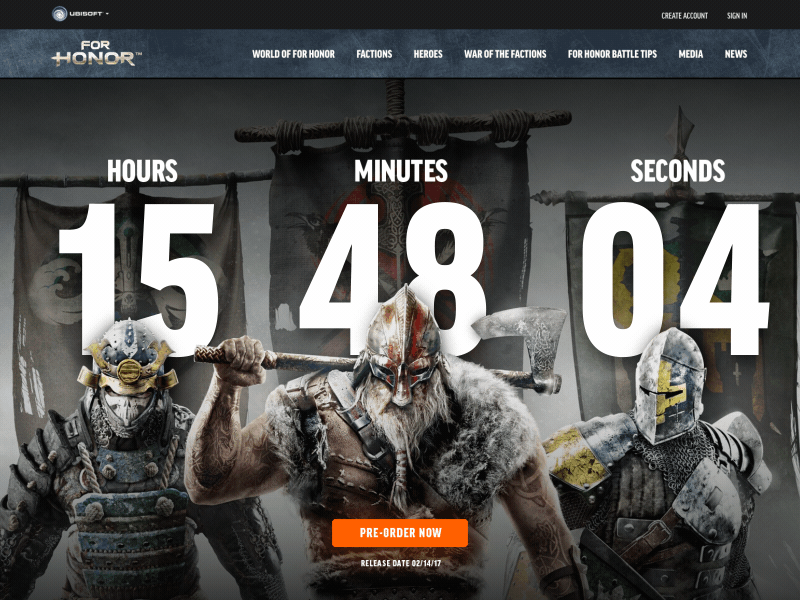 UBISOFT
CREATE ACCOUNT SIGN IN
FOR HONOR™
WORLD OF FOR HONOR FACTIONS HEROES WAR OF THE FACTIONS FOR HONOR BATTLE TIPS MEDIA NEWS
HOURS MINUTES SECONDS
15 48 04
PRE-ORDER NOW
RELEASE DATE 02/14/17